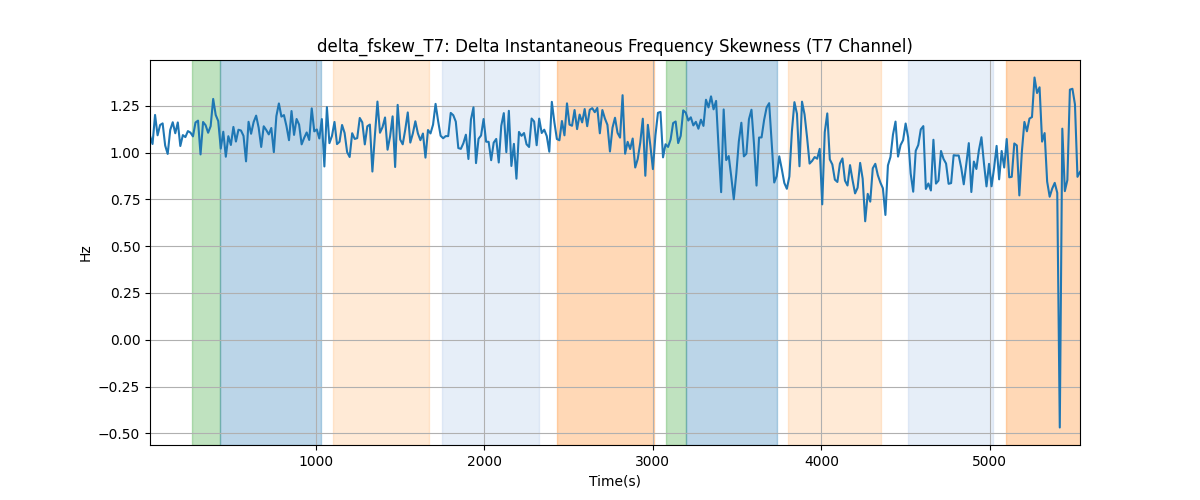 delta_fskew_T7: Delta Instantaneous Frequency Skewness (T7 Channel)
Hz
1.25
1.00
0.75
0.50
0.25
0.00
−0.25
−0.50
1000 2000 3000 4000 5000
Time(s)